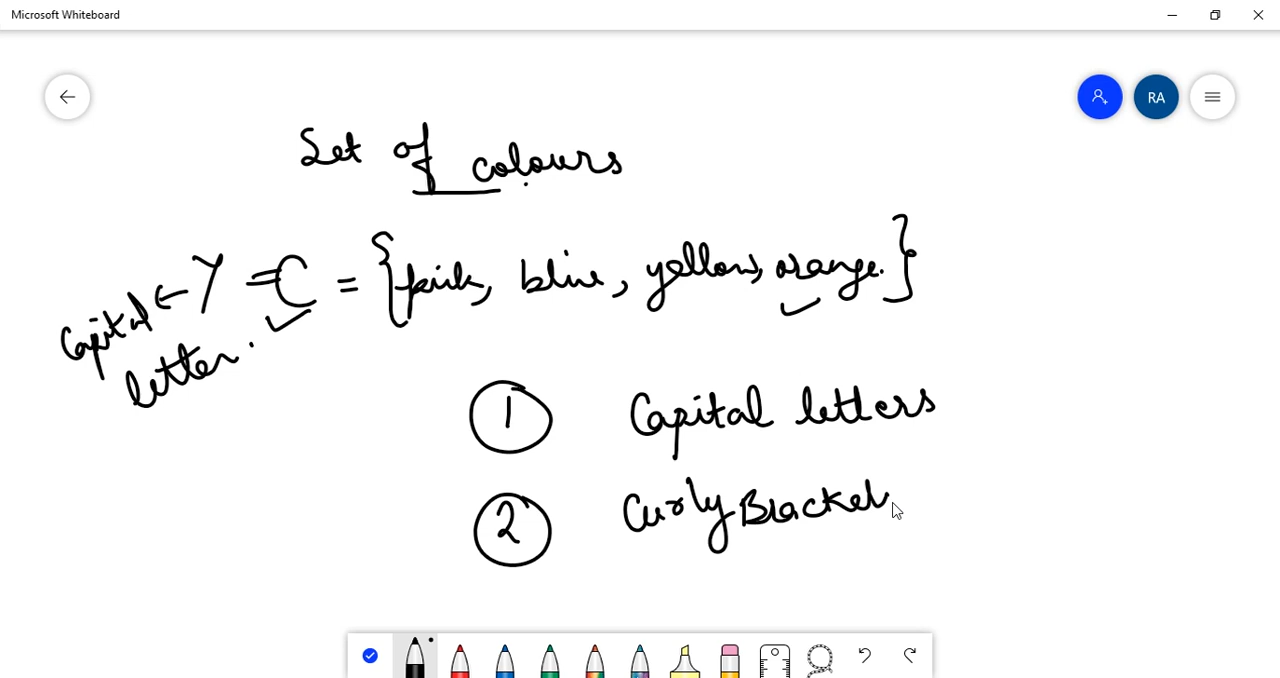 Microsoft Whiteboard
RA
Set of colours
Y = C = {pink, blue, yellow, orange.}
Capital
letter.
1 Capital letters
2 Curly Bracket